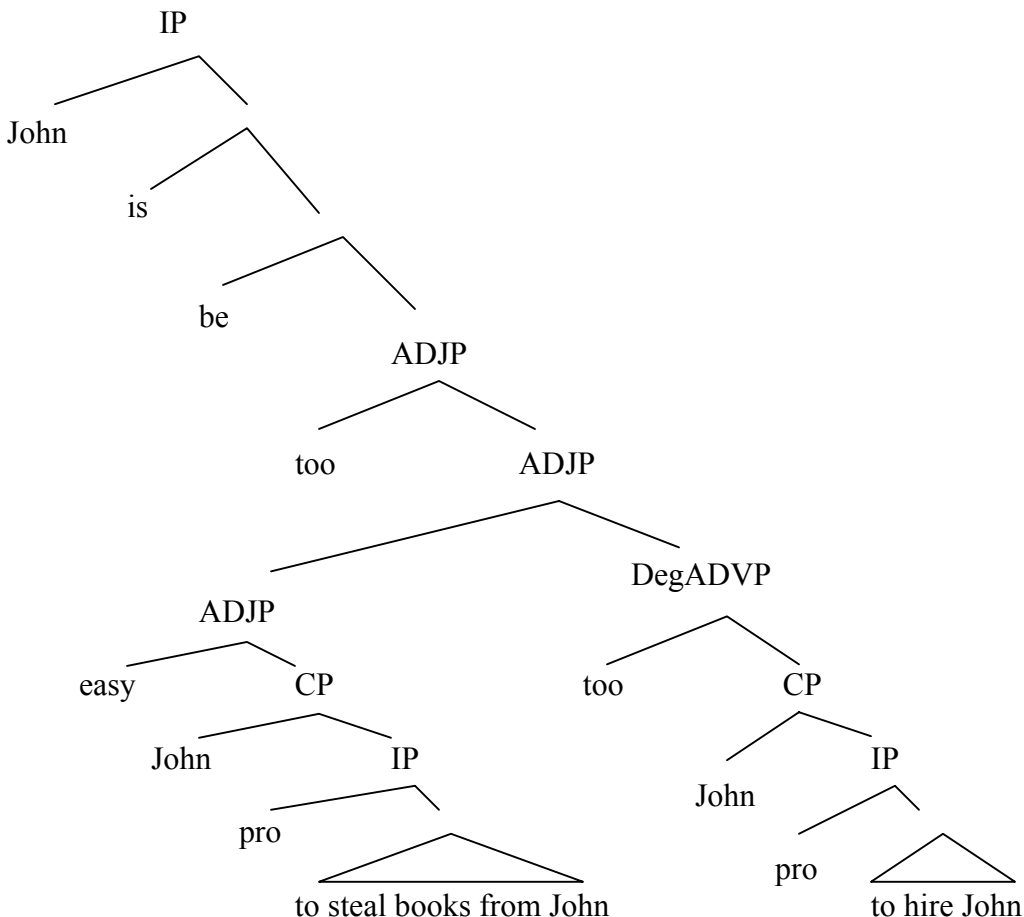 IP
John
is
be
ADJP
too ADJP
DegADVP
ADJP
easy CP too CP
John IP IP
John
pro
pro
to steal books from John to hire John